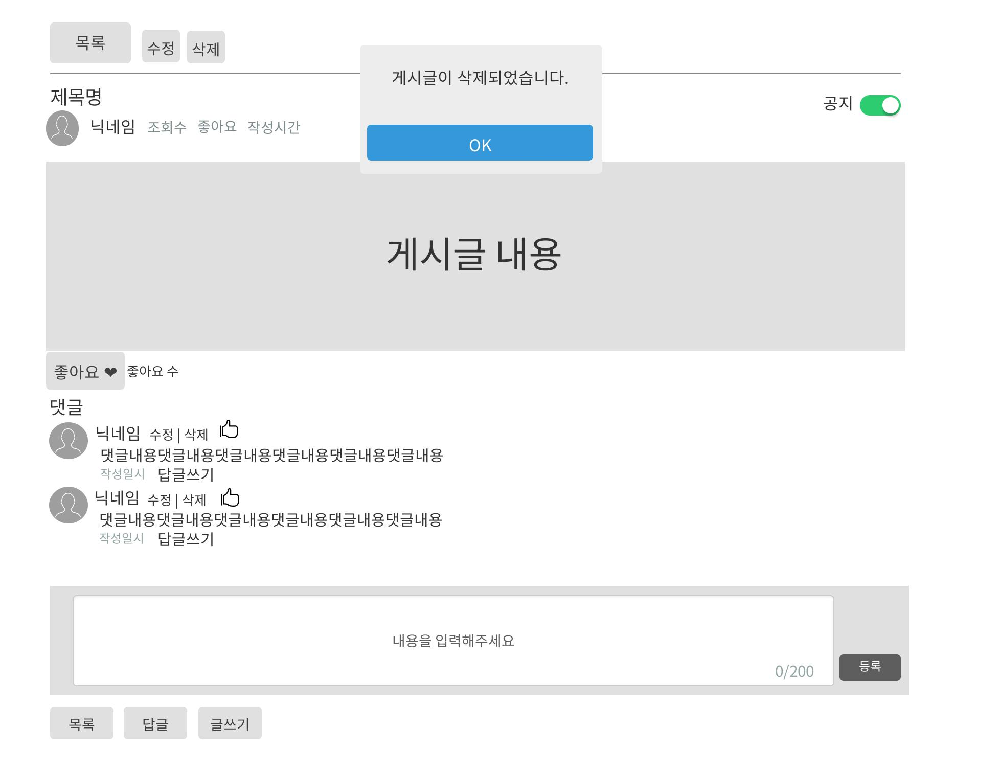 목록 수정 삭제
게시글이 삭제되었습니다.
OK
제목명
공지
닉네임 조회수 좋아요 작성시간
게시글 내용
좋아요 ❤ 좋아요 수
댓글
닉네임 수정 | 삭제
댓글내용댓글내용댓글내용댓글내용댓글내용댓글내용
작성일시 답글쓰기
닉네임 수정 | 삭제
댓글내용댓글내용댓글내용댓글내용댓글내용댓글내용
작성일시 답글쓰기
내용을 입력해주세요
0/200
등록
목록 답글 글쓰기